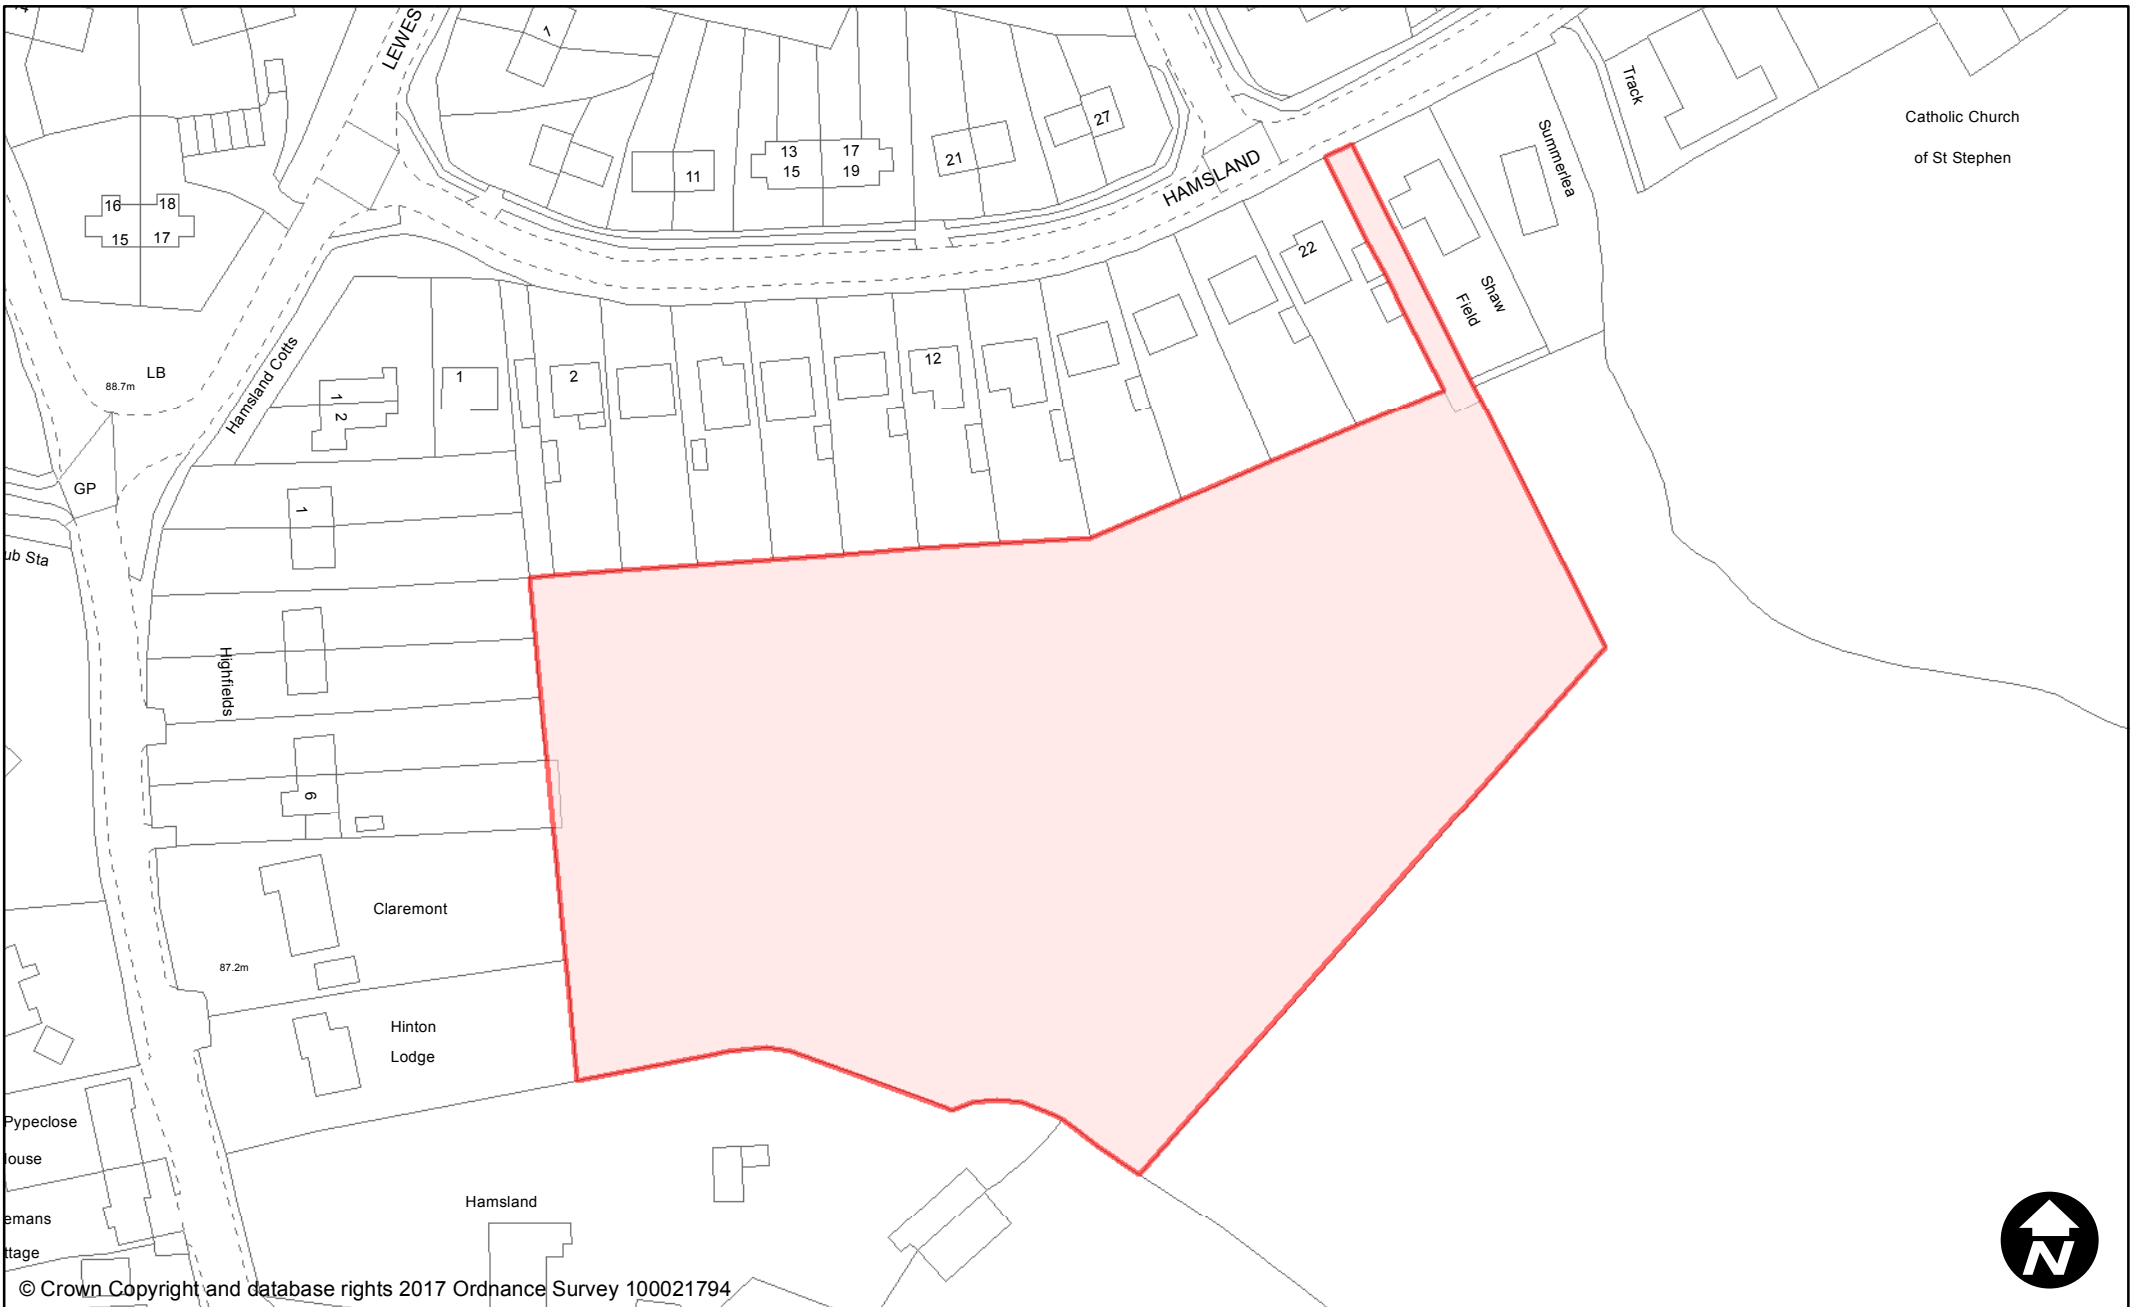 LEWES
7
Track
Catholic Church
of St Stephen
27
Summerlea
13
17
15
19
21
11
HAMSLAND
16
18
15
17
22
Shaw
Field
Hamsland Cotts
LB
88.7m
1
2
12
1
2
GP
1
ub Sta
Highfields
6
Claremont
87.2m
Hinton
Lodge
Pypeclose
ouse
emans
ttage
Hamsland
N
© Crown Copyright and database rights 2017 Ordnance Survey 100021794